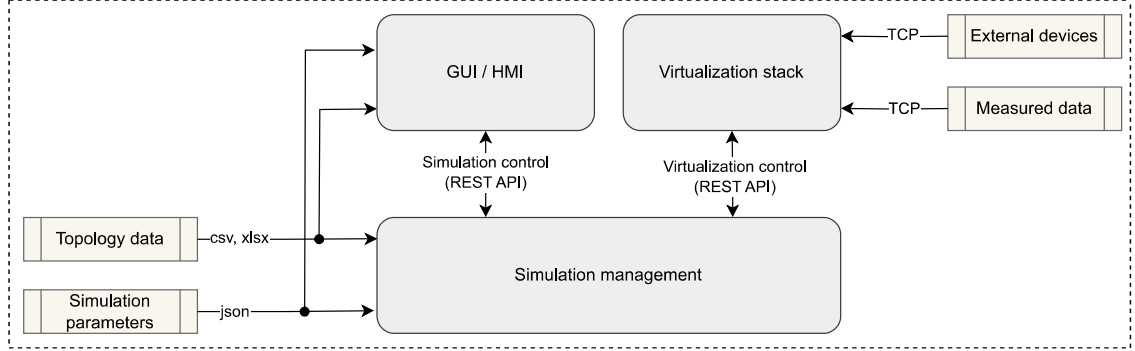 GUI / HMI
Virtualization stack
TCP
External devices
TCP
Measured data
Simulation control
(REST API)
Virtualization control
(REST API)
Topology data
csv, xlsx
Simulation management
Simulation
parameters
json